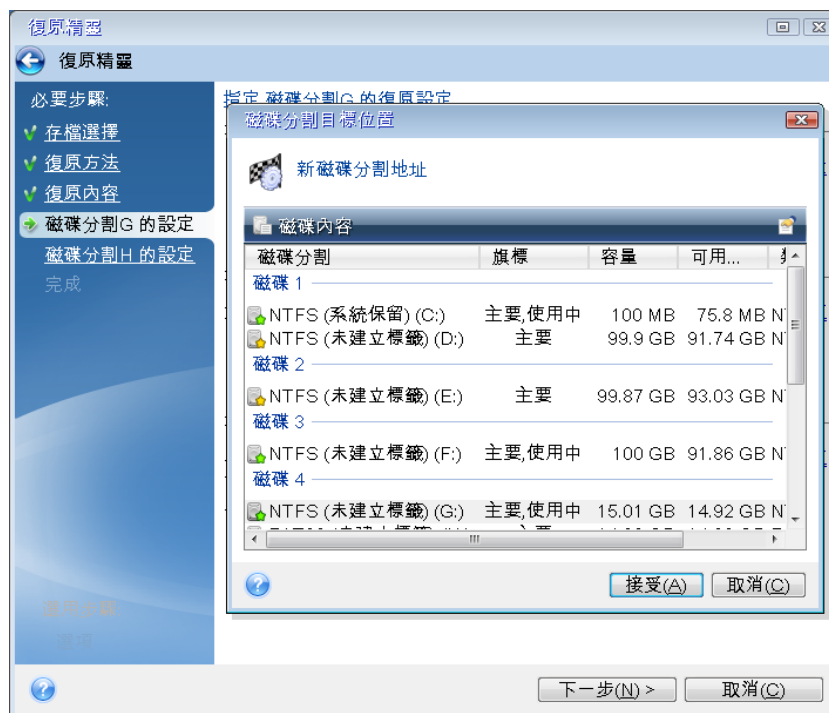 復原精靈
復原精靈
必要步驟:
存檔選擇
復原方法
復原內容
磁碟分割G 的設定
磁碟分割H 的設定
完成
指定 磁碟分割G 的復原設定
磁碟分割目標位置
新磁碟分割地址
磁碟內容
磁碟分割 旗標 容量 可用...
磁碟 1
NTFS (系統保留) (C:) 主要,使用中 100 MB 75.8 MB
NTFS (未建立標籤) (D:) 主要 99.9 GB 91.74 GB
磁碟 2
NTFS (未建立標籤) (E:) 主要 99.87 GB 93.03 GB
磁碟 3
NTFS (未建立標籤) (F:) 主要,使用中 100 GB 91.86 GB
磁碟 4
NTFS (未建立標籤) (G:) 主要,使用中 15.01 GB 14.92 GB
接受(A) 取消(C)
選用步驟:
選項
下一步(N) > 取消(C)